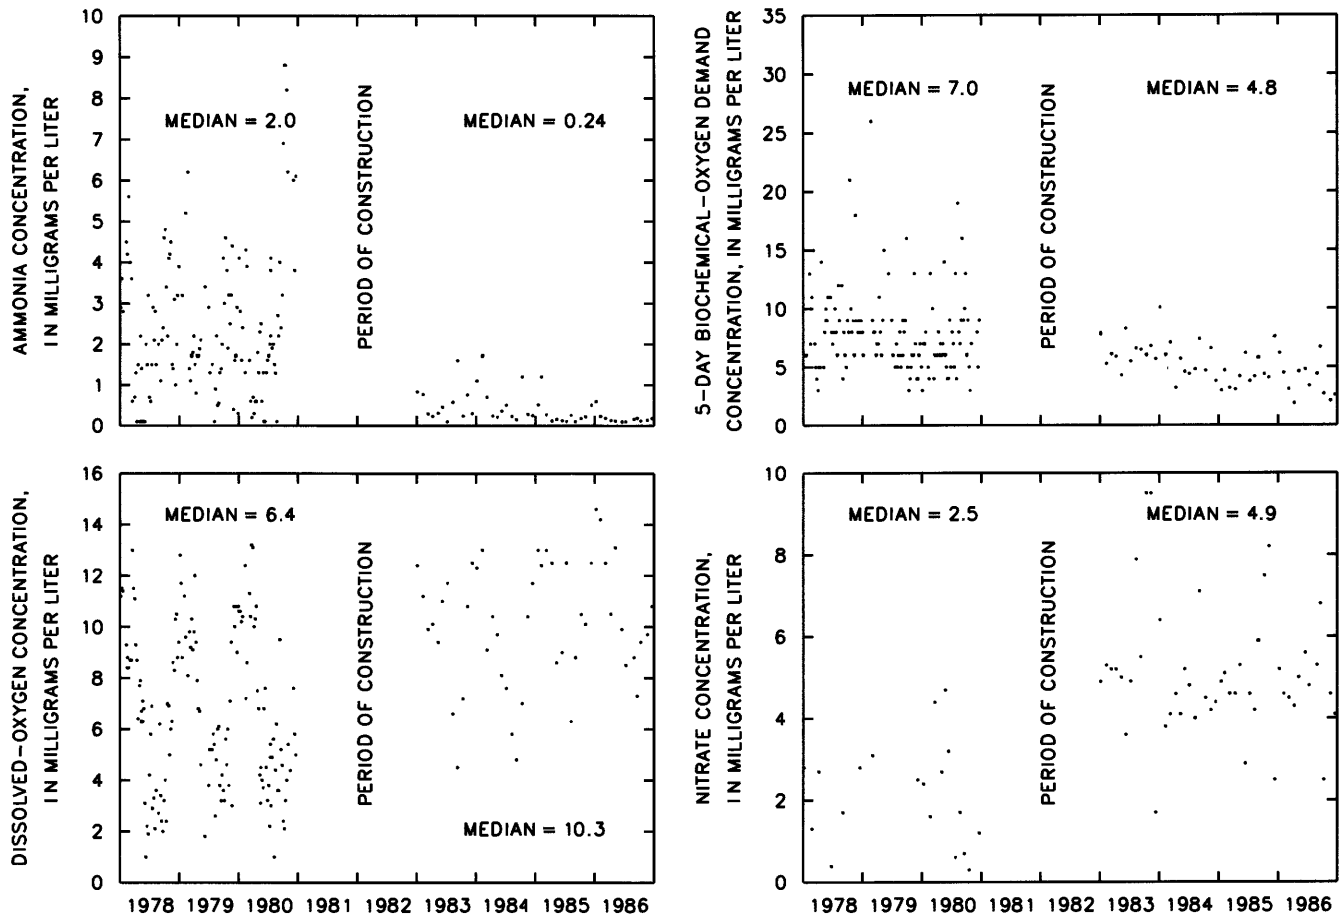 AMMONIA CONCENTRATION,
IN MILLIGRAMS PER LITER
10
9
8
7
6
5
4
3
2
1
0
MEDIAN = 2.0
PERIOD OF CONSTRUCTION
MEDIAN = 0.24
5-DAY BIOCHEMICAL-OXYGEN DEMAND
CONCENTRATION, IN MILLIGRAMS PER LITER
35
30
25
20
15
10
5
0
MEDIAN = 7.0
PERIOD OF CONSTRUCTION
MEDIAN = 4.8
DISSOLVED-OXYGEN CONCENTRATION,
IN MILLIGRAMS PER LITER
16
14
12
10
8
6
4
2
0
MEDIAN = 6.4
PERIOD OF CONSTRUCTION
MEDIAN = 10.3
1978 1979 1980 1981 1982 1983 1984 1985 1986
NITRATE CONCENTRATION,
IN MILLIGRAMS PER LITER
10
8
6
4
2
0
MEDIAN = 2.5
PERIOD OF CONSTRUCTION
MEDIAN = 4.9
1978 1979 1980 1981 1982 1983 1984 1985 1986